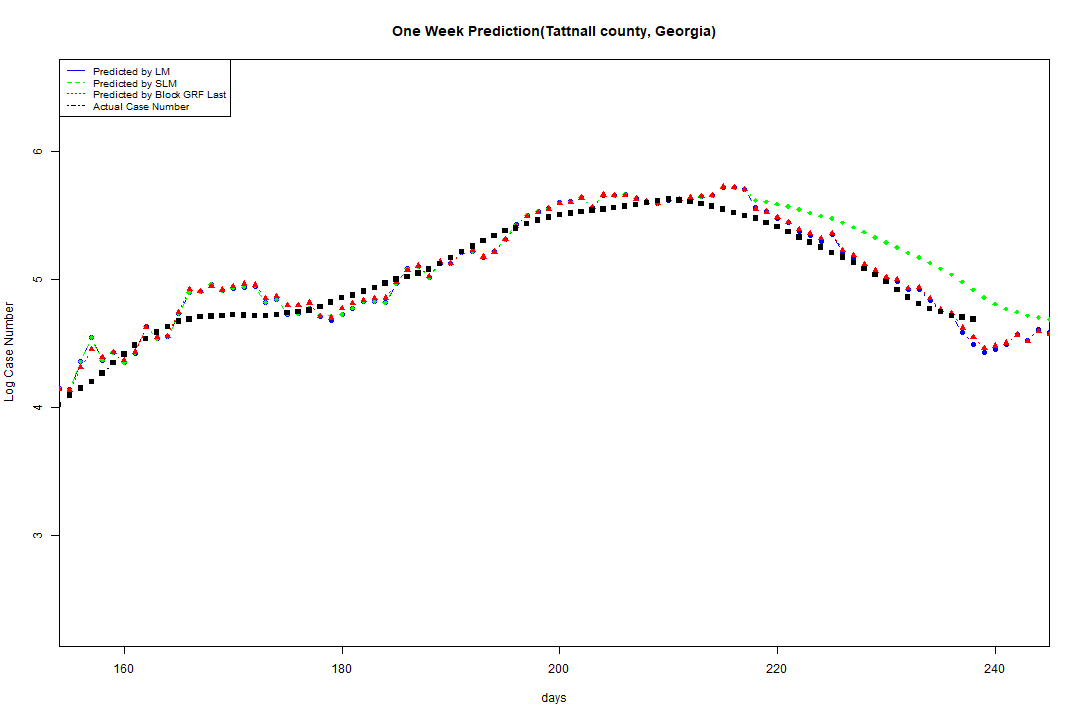 One Week Prediction(Tattnall county, Georgia)
Predicted by LM
Predicted by SLM
Predicted by Block GRF Last
Actual Case Number
6
5
4
3
Log Case Number
160 180 200 220 240
days